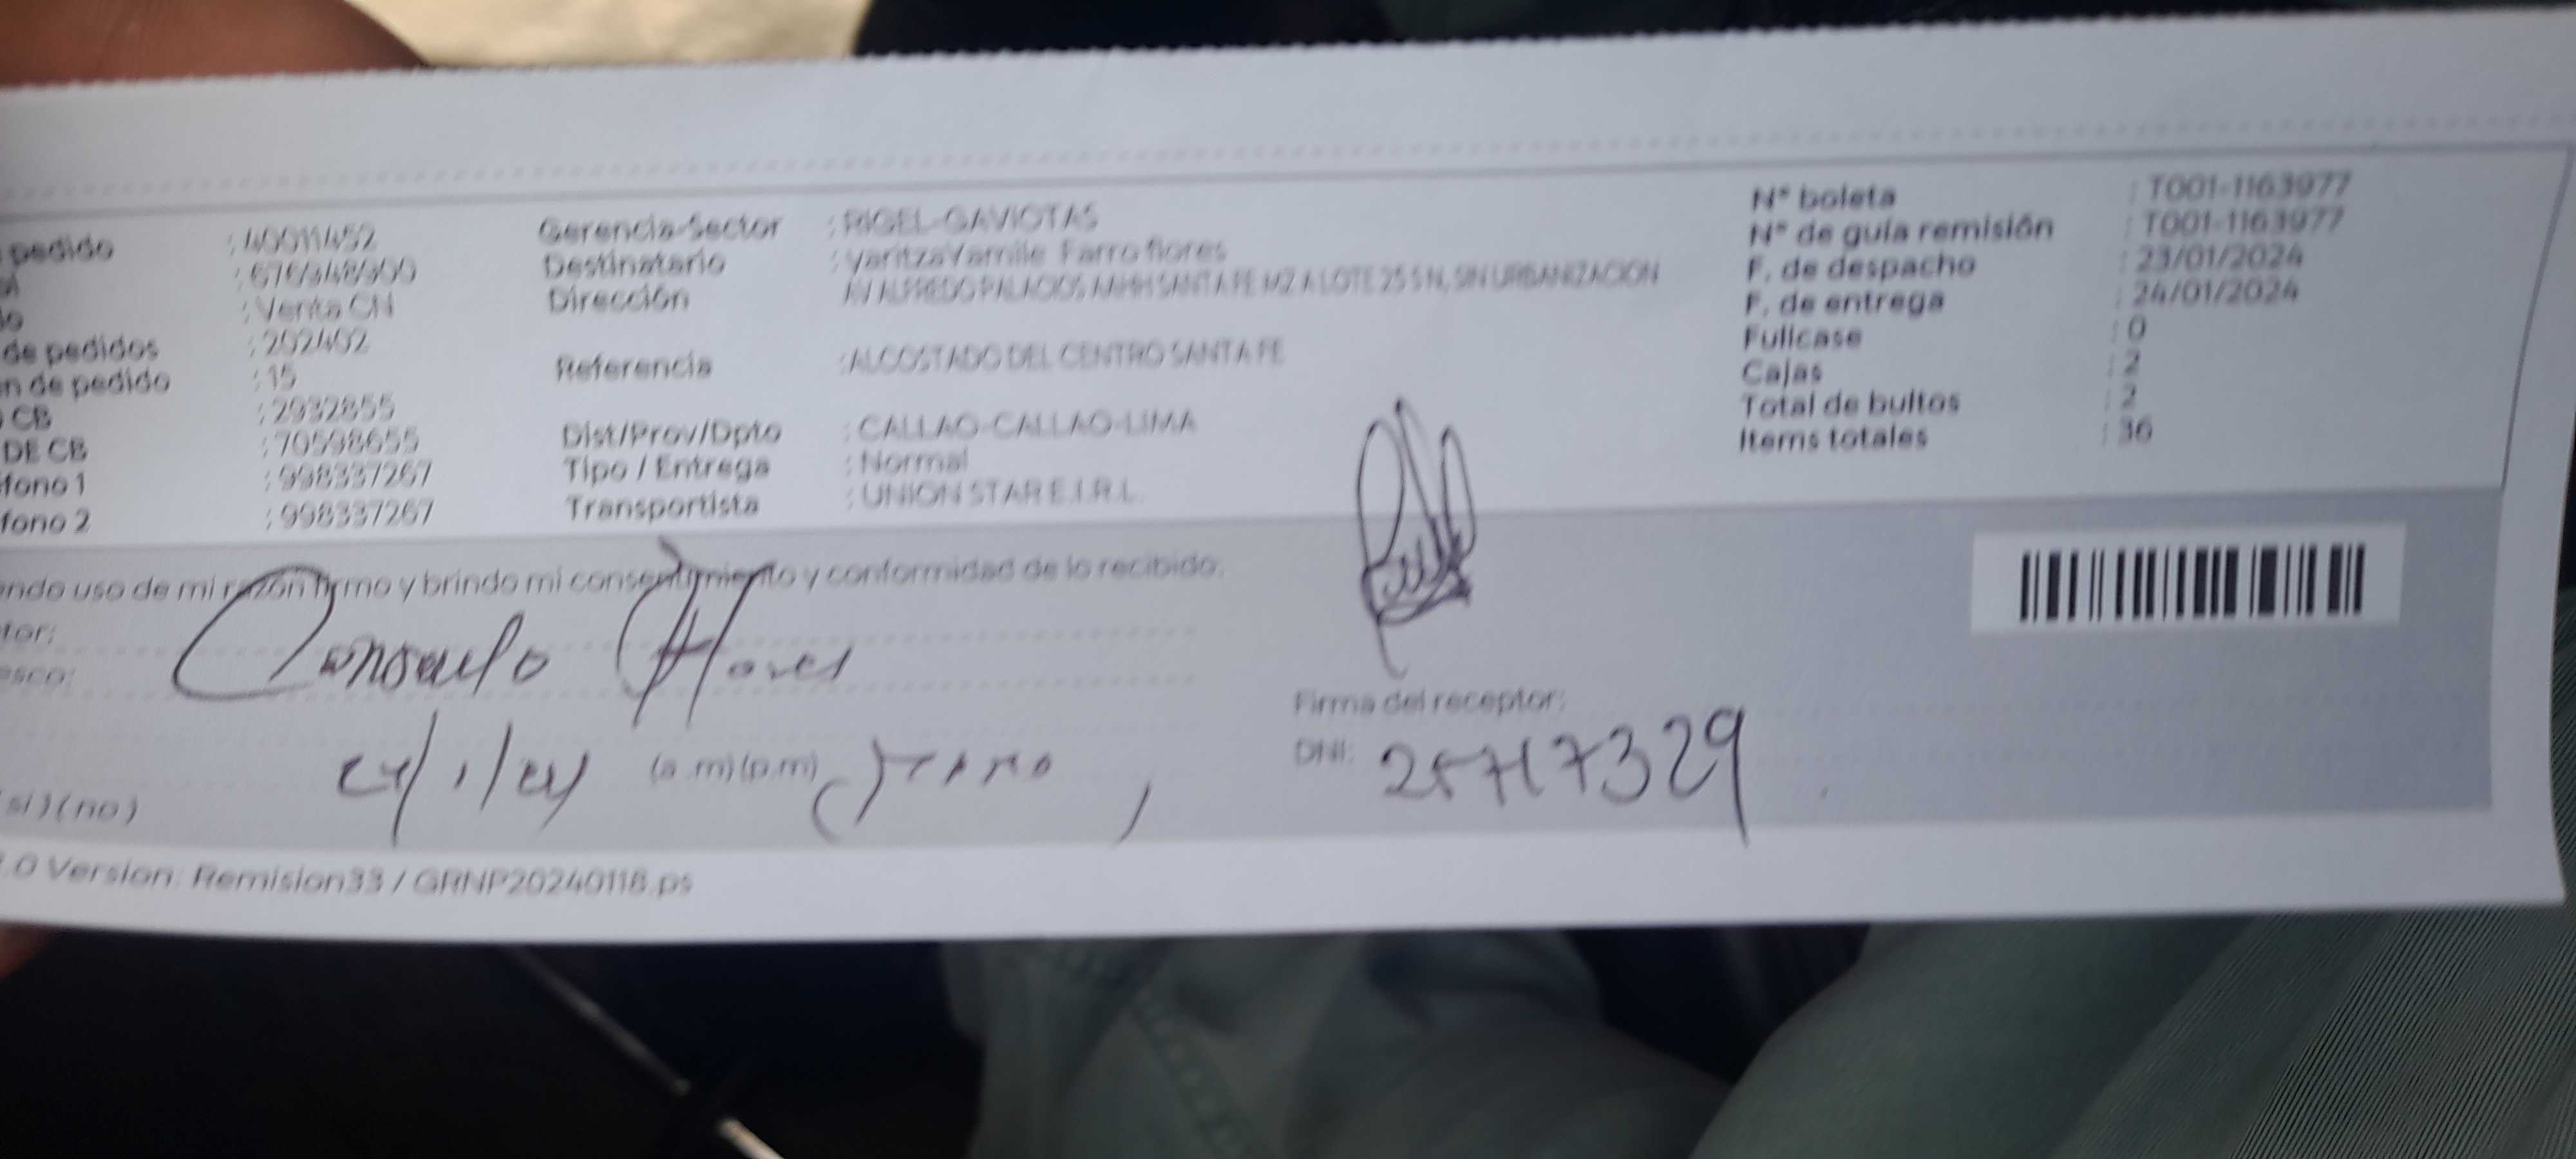 pedido : 40011452 Gerencia-Sector : RIGEL-GAVIOTAS N° boleta : T001-1163977
: 676948900 Destinatario : yaritzaYamile Farro flores N° de guía remisión : T001-1163977
: Venta CN Dirección AV ALFREDO PALACIOS AAHH SANTA FE MZ A LOTE 25 S N, SIN URBANIZACION F. de despacho : 23/01/2024
de pedidos : 202402 F. de entrega : 24/01/2024
n de pedido : 15 Referencia : ALCOSTADO DEL CENTRO SANTA FE Fullcase : 0
CB : 2932855 Cajas : 2
DE CB : 70598655 Dist/Prov/Dpto : CALLAO-CALLAO-LIMA Total de bultos : 2
fono 1 : 998337267 Tipo / Entrega : Normal Items totales : 36
fono 2 : 998337267 Transportista : UNION STAR E.I.R.L.
endo uso de mi razón firmo y brindo mi consentimiento y conformidad de lo recibido.
tor: Consuelo Flores
esco:
Firma del receptor:
24/1/24 (a.m)(p.m) DNI: 25717329
si ) ( no )
.0 Version: Remision33 / GRNP20240118.ps